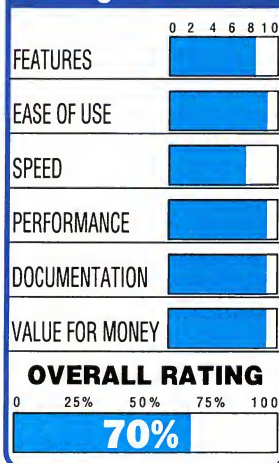 0 2 4 6 8 10
FEATURES
EASE OF USE
SPEED
PERFORMANCE
DOCUMENTATION
VALUE FOR MONEY
OVERALL RATING
0 25% 50% 75% 100
70%